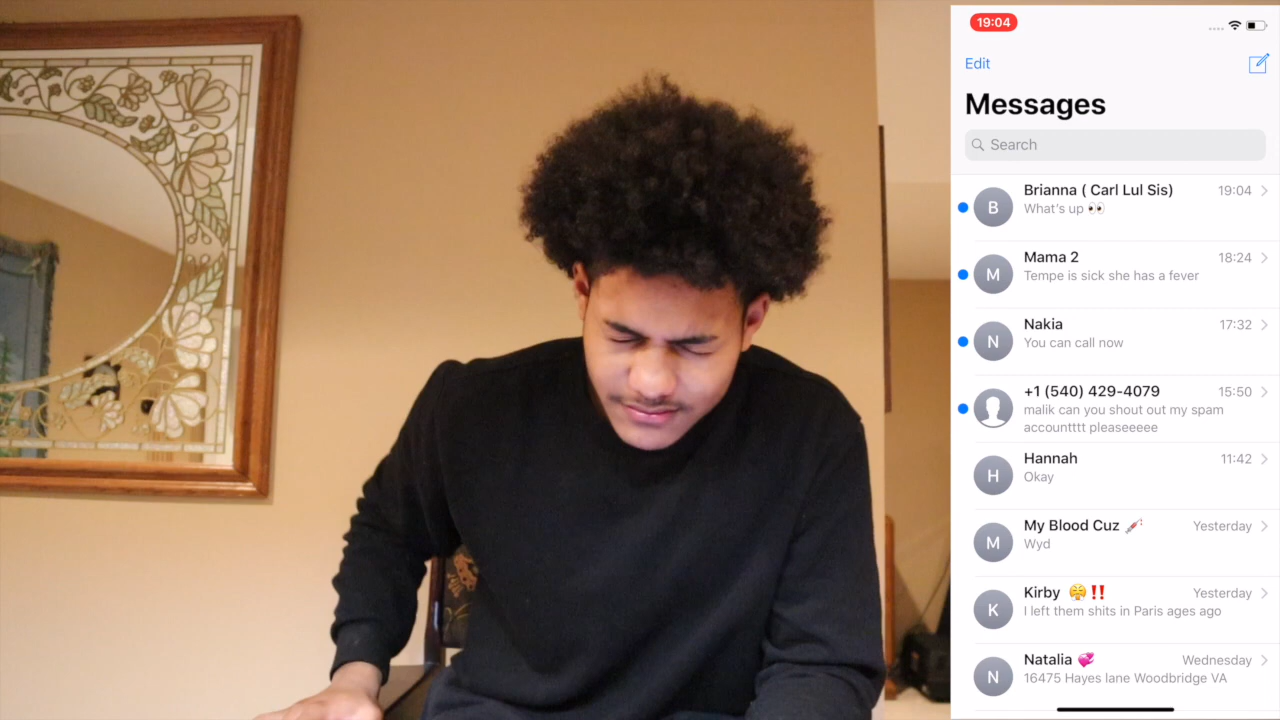 19:04
Edit
Messages
Search
B
Brianna ( Carl Lul Sis)
19:04
What's up 👀
M
Mama 2
18:24
Tempe is sick she has a fever
N
Nakia
17:32
You can call now
+1 (540) 429-4079
15:50
malik can you shout out my spam
accountttt pleaseeeee
H
Hannah
11:42
Okay
M
My Blood Cuz 💉
Yesterday
Wyd
K
Kirby 😤‼️
Yesterday
I left them shits in Paris ages ago
N
Natalia 💞
Wednesday
16475 Hayes lane Woodbridge VA